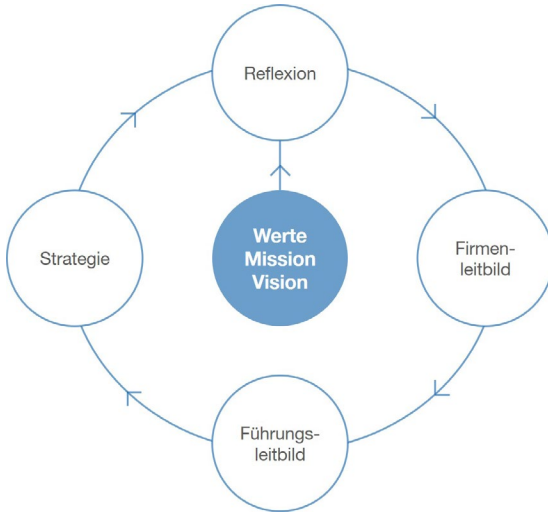 Reflexion
Strategie
Werte
Mission
Vision
Firmen-
leitbild
Führungs-
leitbild